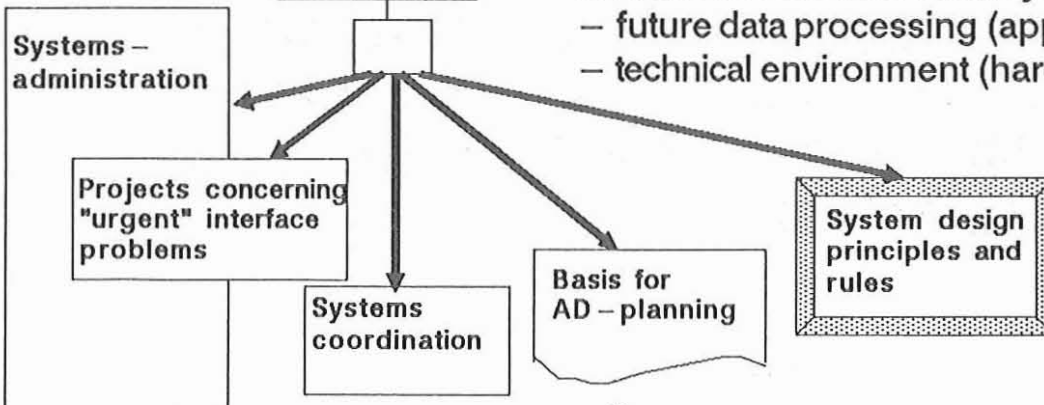 – future data processing (app
– technical environment (har
Systems –
administration
Projects concerning
"urgent" interface
problems
Systems
coordination
Basis for
AD – planning
System design
principles and
rules